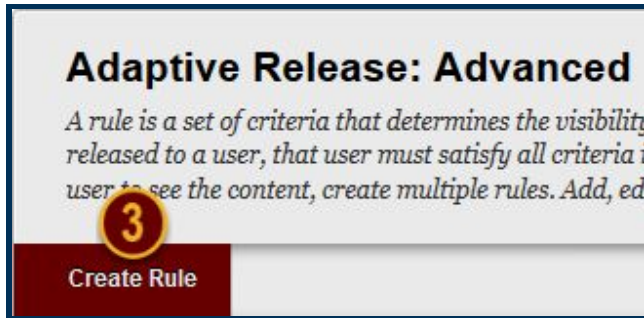 Adaptive Release: Advanced
A rule is a set of criteria that determines the visibility
released to a user, that user must satisfy all criteria
user to see the content, create multiple rules. Add, ed
3
Create Rule